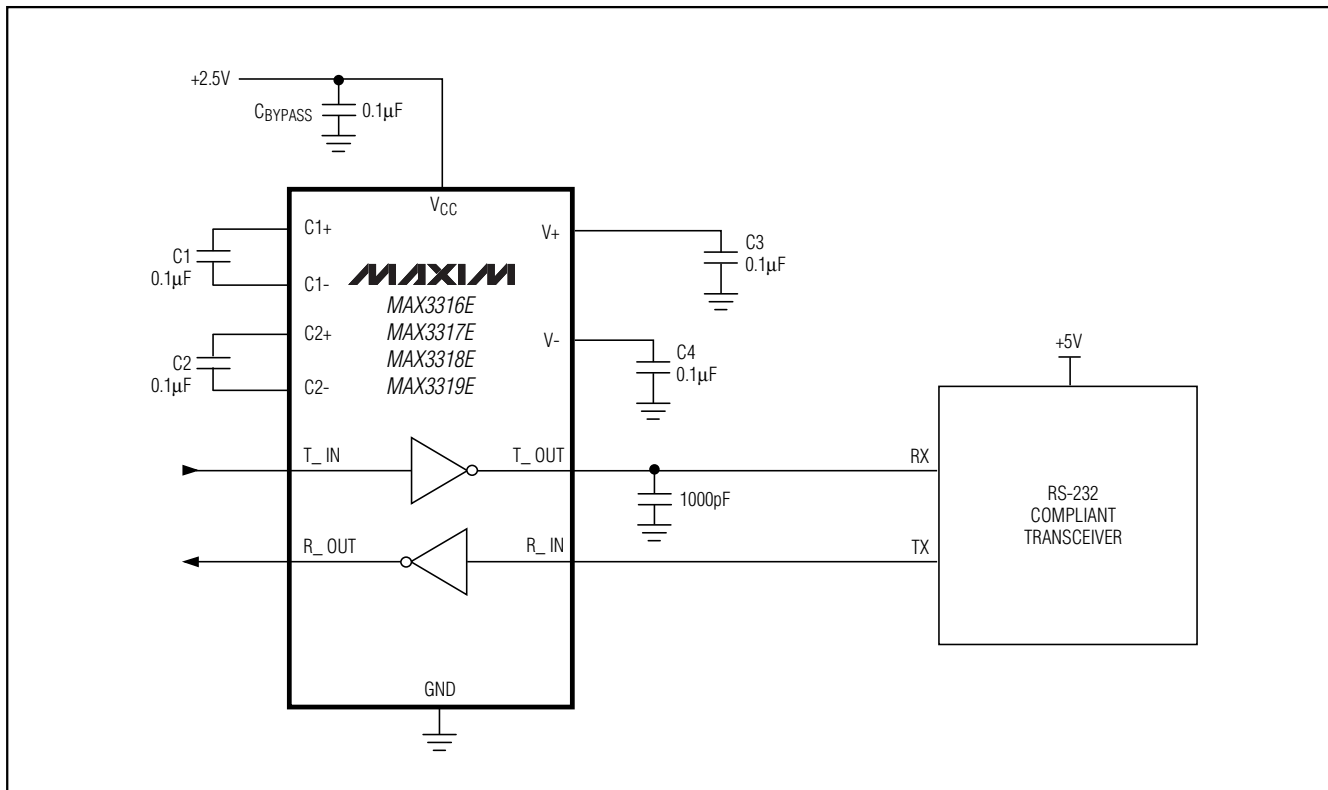 +2.5V
CBYPASS 0.1µF
VCC
C1+
V+
C1
0.1µF
C3
0.1µF
C1-
MAXIM
MAX3316E
MAX3317E
MAX3318E
MAX3319E
C2+
V-
C2
0.1µF
C4
0.1µF
C2-
+5V
T_ IN
T_ OUT
RX
1000pF
RS-232
COMPLIANT
TRANSCEIVER
R_ OUT
R_ IN
TX
GND